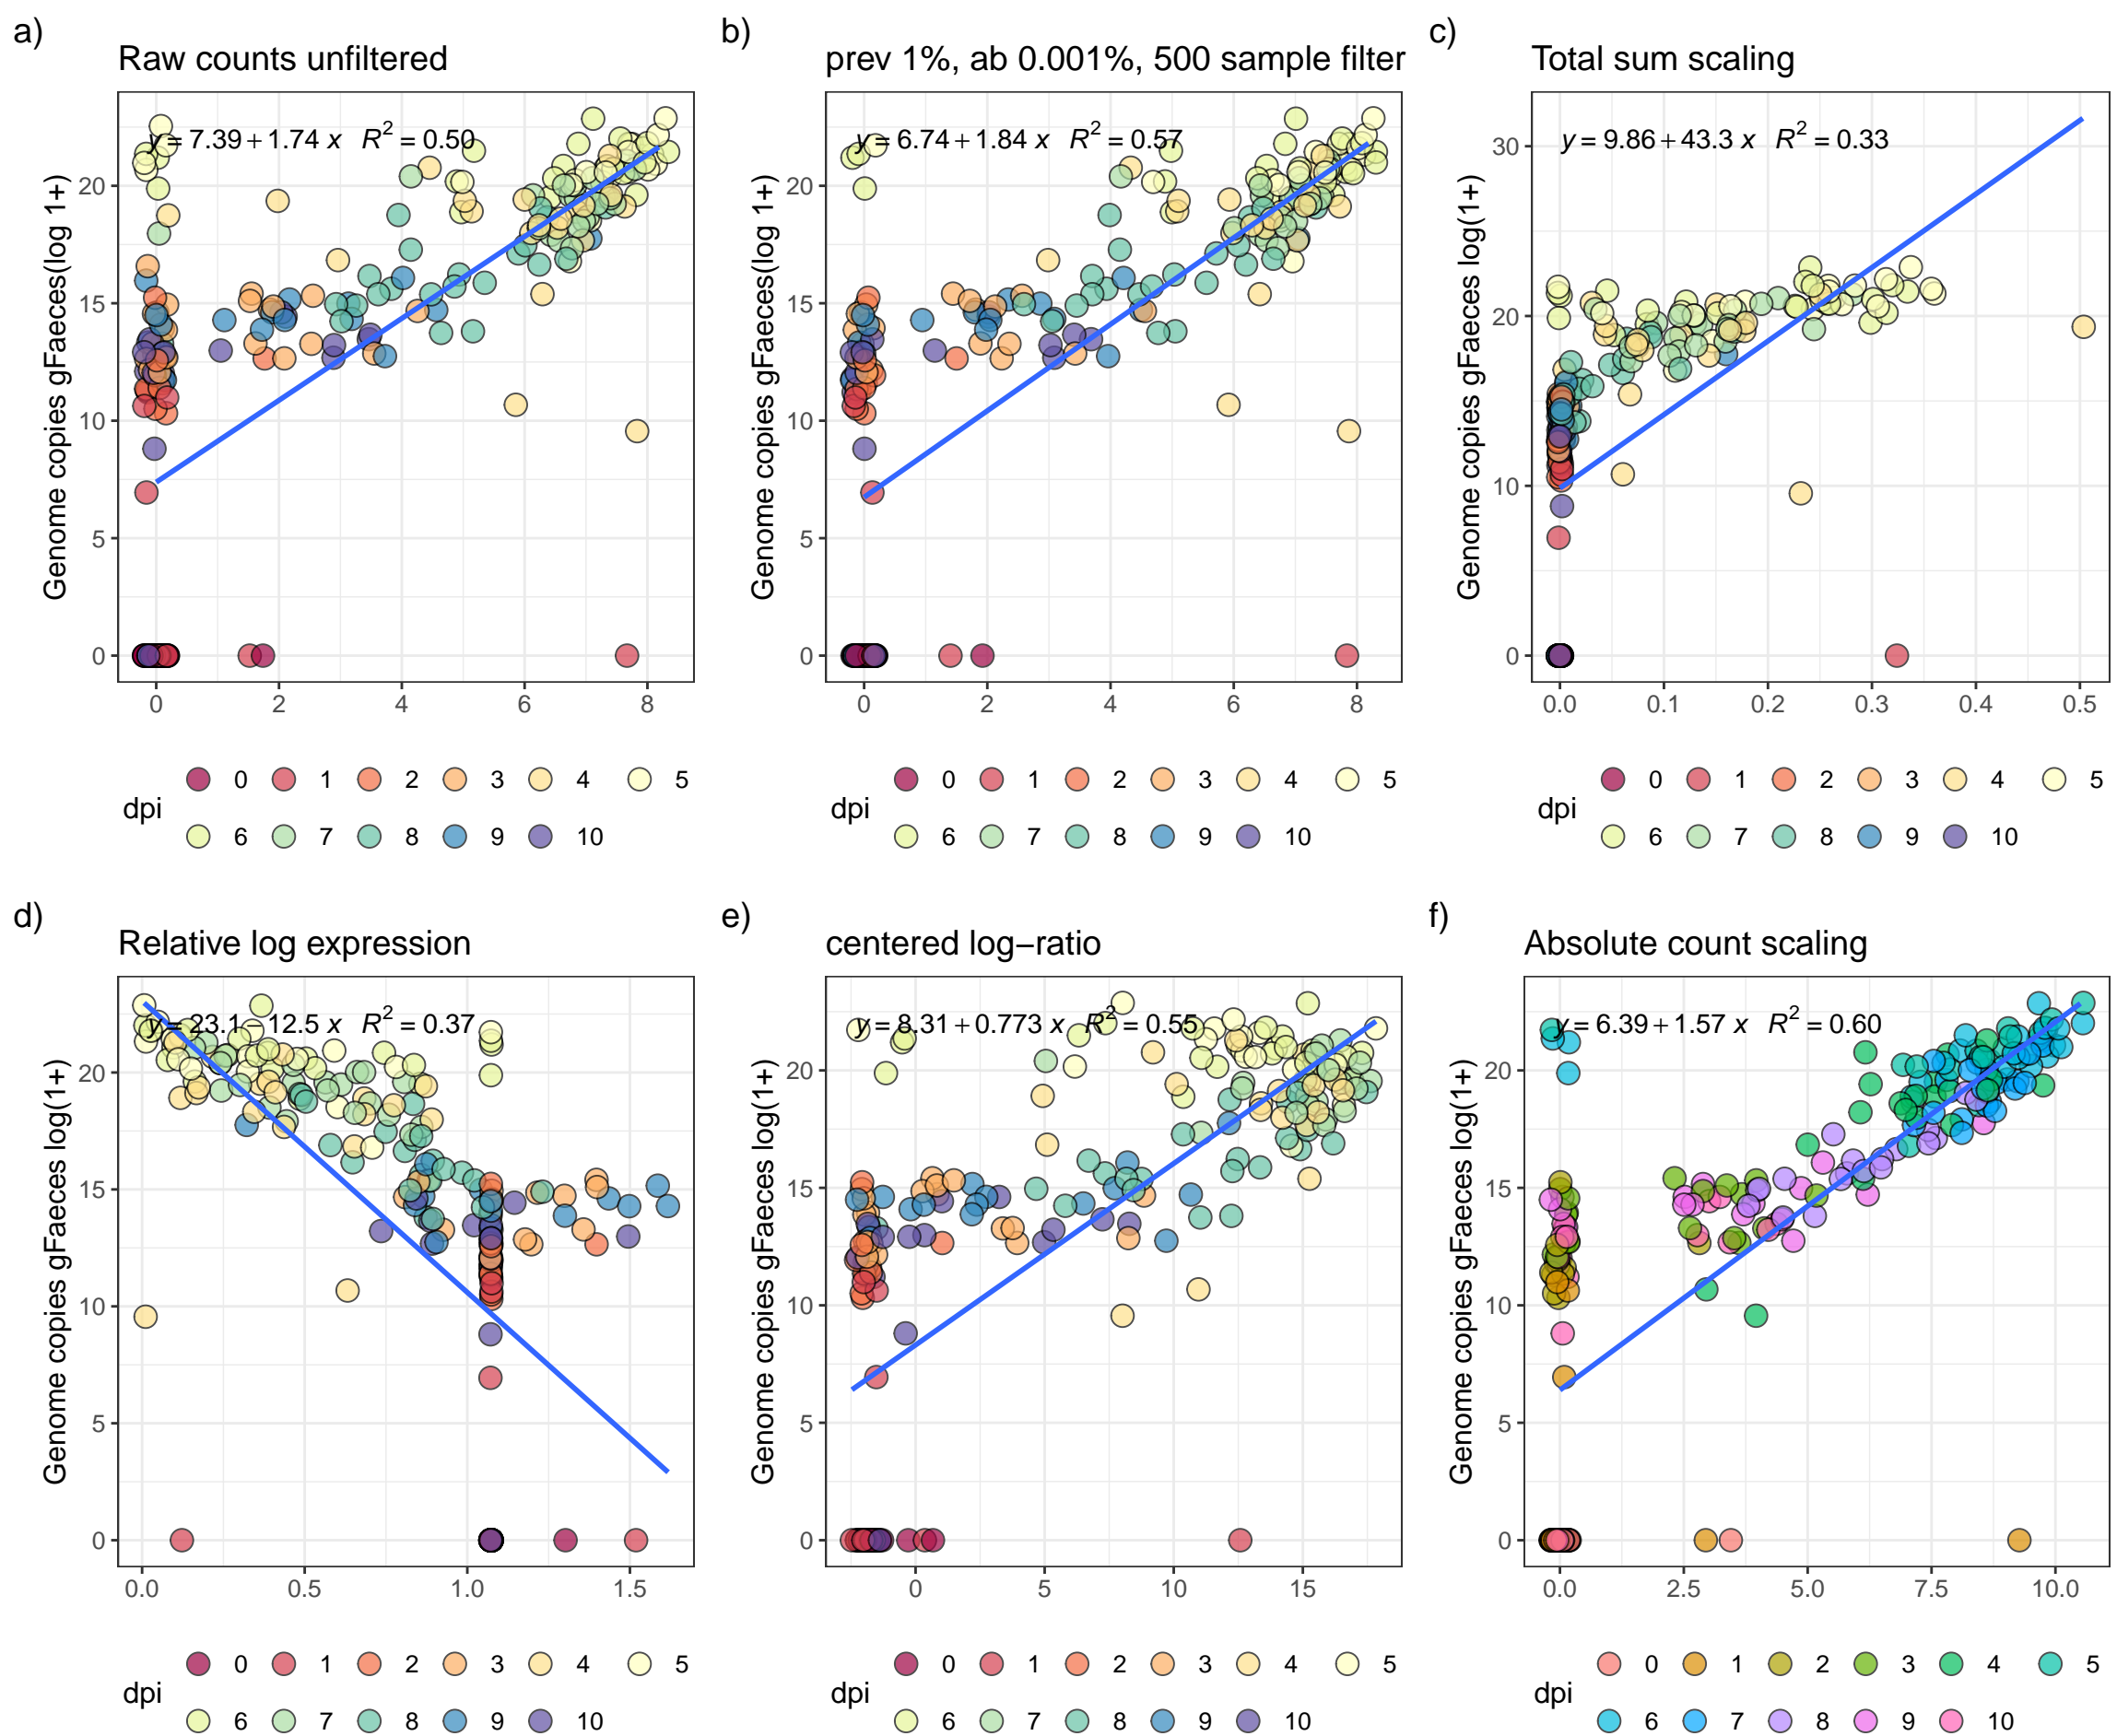 a)
Raw counts unfiltered
y = 7.39 + 1.74 x R² = 0.50
Genome copies gFaeces(log 1+)
20
15
10
5
0
0 2 4 6 8
dpi
0 1 2 3 4 5
6 7 8 9 10
b)
prev 1%, ab 0.001%, 500 sample filter
y = 6.74 + 1.84 x R² = 0.57
Genome copies gFaeces(log 1+)
20
15
10
5
0
0 2 4 6 8
dpi
0 1 2 3 4 5
6 7 8 9 10
c)
Total sum scaling
y = 9.86 + 43.3 x R² = 0.33
Genome copies gFaeces log(1+)
30
20
10
0
0.0 0.1 0.2 0.3 0.4 0.5
dpi
0 1 2 3 4 5
6 7 8 9 10
d)
Relative log expression
y = 23.1 − 12.5 x R² = 0.37
Genome copies gFaeces log(1+)
20
15
10
5
0
0.0 0.5 1.0 1.5
dpi
0 1 2 3 4 5
6 7 8 9 10
e)
centered log−ratio
y = 8.31 + 0.773 x R² = 0.55
Genome copies gFaeces log(1+)
20
15
10
5
0
0 5 10 15
dpi
0 1 2 3 4 5
6 7 8 9 10
f)
Absolute count scaling
y = 6.39 + 1.57 x R² = 0.60
Genome copies gFaeces log(1+)
20
15
10
5
0
0.0 2.5 5.0 7.5 10.0
dpi
0 1 2 3 4 5
6 7 8 9 10